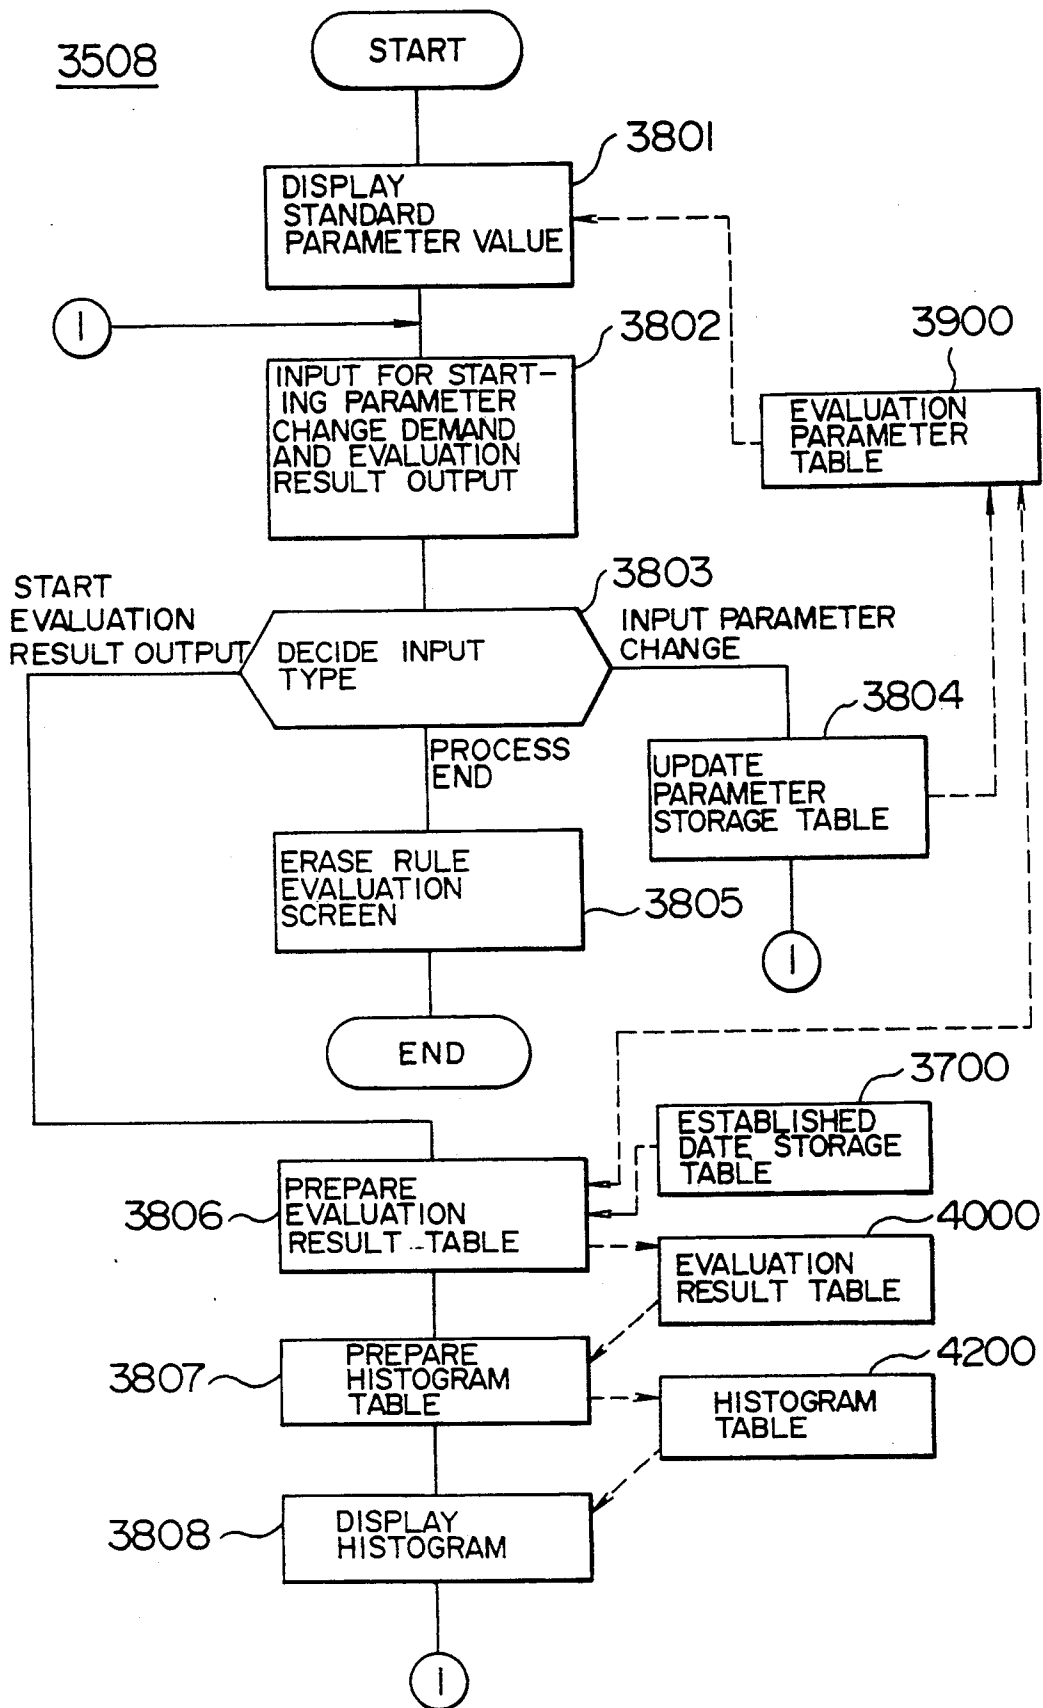 3508
START
3801
DISPLAY
STANDARD
PARAMETER VALUE
1
3802
INPUT FOR START-
ING PARAMETER
CHANGE DEMAND
AND EVALUATION
RESULT OUTPUT
3900
EVALUATION
PARAMETER
TABLE
START
EVALUATION
RESULT OUTPUT
3803
DECIDE INPUT
TYPE
INPUT PARAMETER
CHANGE
PROCESS
END
3804
UPDATE
PARAMETER
STORAGE TABLE
1
ERASE RULE
EVALUATION
SCREEN
3805
END
3700
ESTABLISHED
DATE STORAGE
TABLE
3806
PREPARE
EVALUATION
RESULT TABLE
4000
EVALUATION
RESULT TABLE
3807
PREPARE
HISTOGRAM
TABLE
4200
HISTOGRAM
TABLE
3808
DISPLAY
HISTOGRAM
1